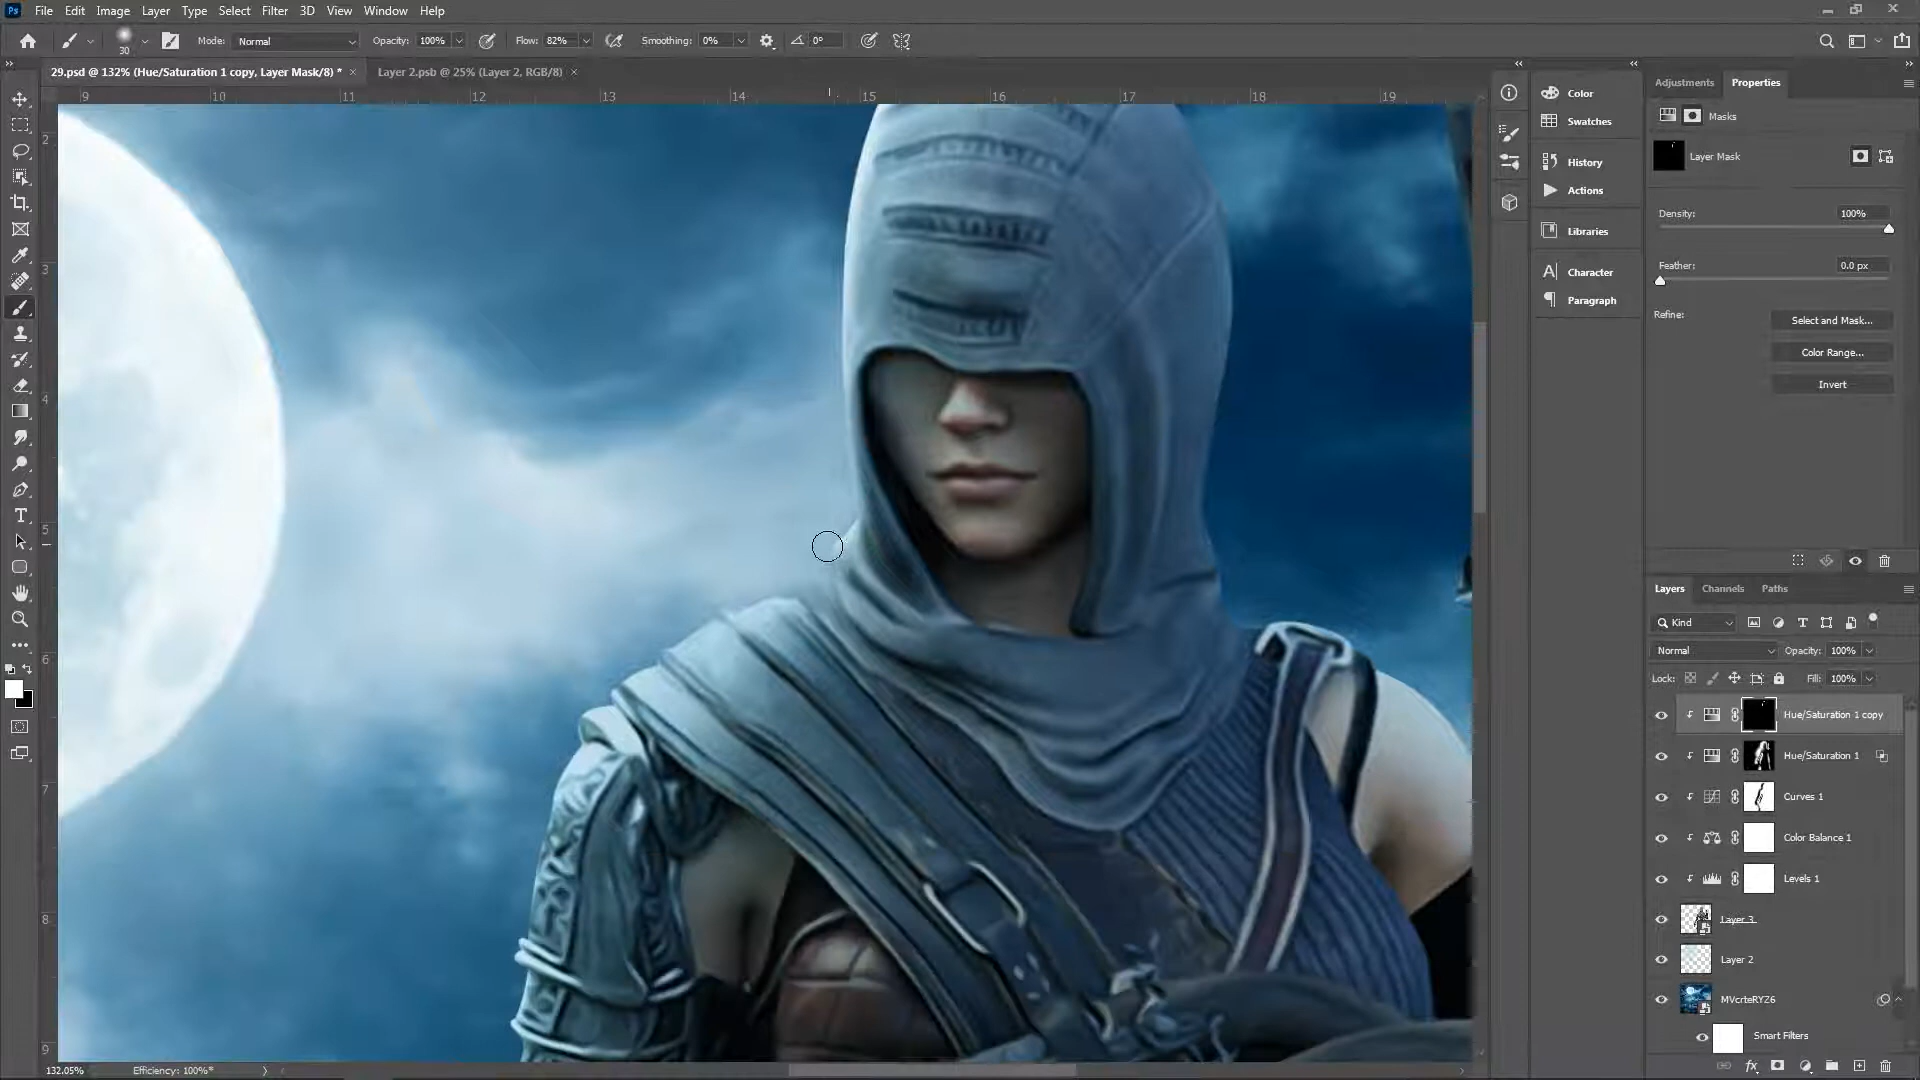 Ps File Edit Image Layer Type Select Filter 3D View Window Help
30 Mode: Normal Opacity: 100% Flow: 82% Smoothing: 0% 0°
29.psd @ 132% (Hue/Saturation 1 copy, Layer Mask/8) * × Layer 2.psb @ 25% (Layer 2, RGB/8) ×
9 10 11 12 13 14 15 16 17 18 19
2
3
4
5
6
7
8
9
Color
Swatches
History
Actions
Libraries
Character
Paragraph
Adjustments Properties
Masks
Layer Mask
Density: 100%
Feather: 0.0 px
Refine: Select and Mask...
Color Range...
Invert
Layers Channels Paths
Kind
Normal Opacity: 100%
Lock: Fill: 100%
Hue/Saturation 1 copy
Hue/Saturation 1
Curves 1
Color Balance 1
Levels 1
Layer 3
Layer 2
MVcrteRYZ6
Smart Filters
132.05% Efficiency: 100%*